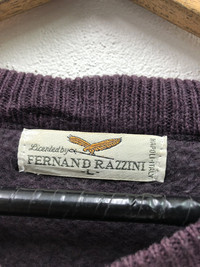 Licensed by
FERNAND RAZZINI
- L -